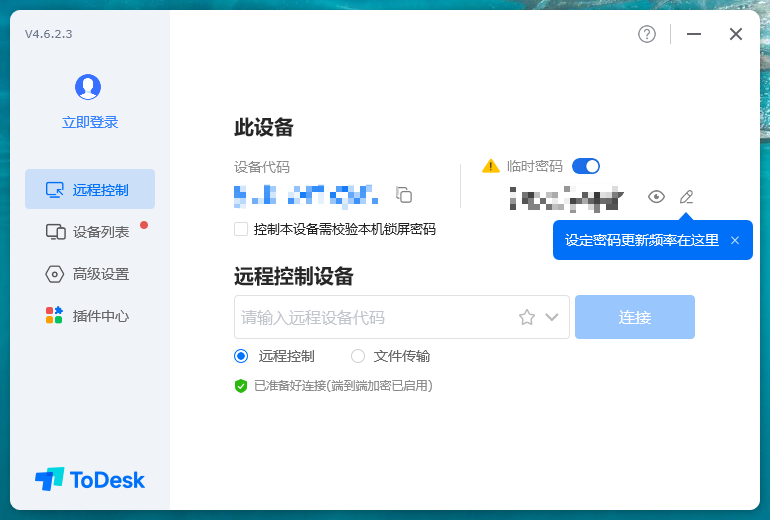 V4.6.2.3
立即登录
远程控制
设备列表
高级设置
插件中心
ToDesk
此设备
设备代码
临时密码
控制本设备需校验本机锁屏密码
设定密码更新频率在这里
远程控制设备
请输入远程设备代码
连接
远程控制
文件传输
已准备好连接(端到端加密已启用)